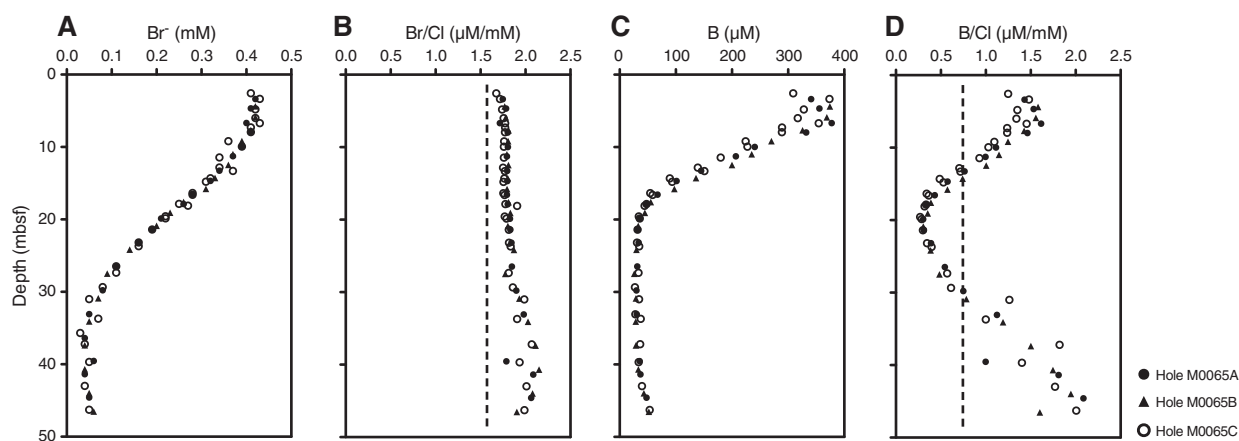 A Br⁻ (mM)
0.0 0.1 0.2 0.3 0.4 0.5
B Br/Cl (µM/mM)
0.0 0.5 1.0 1.5 2.0 2.5
C B (µM)
0 100 200 300 400
D B/Cl (µM/mM)
0.0 0.5 1.0 1.5 2.0 2.5
Depth (mbsf)
0
10
20
30
40
50
Hole M0065A
Hole M0065B
Hole M0065C